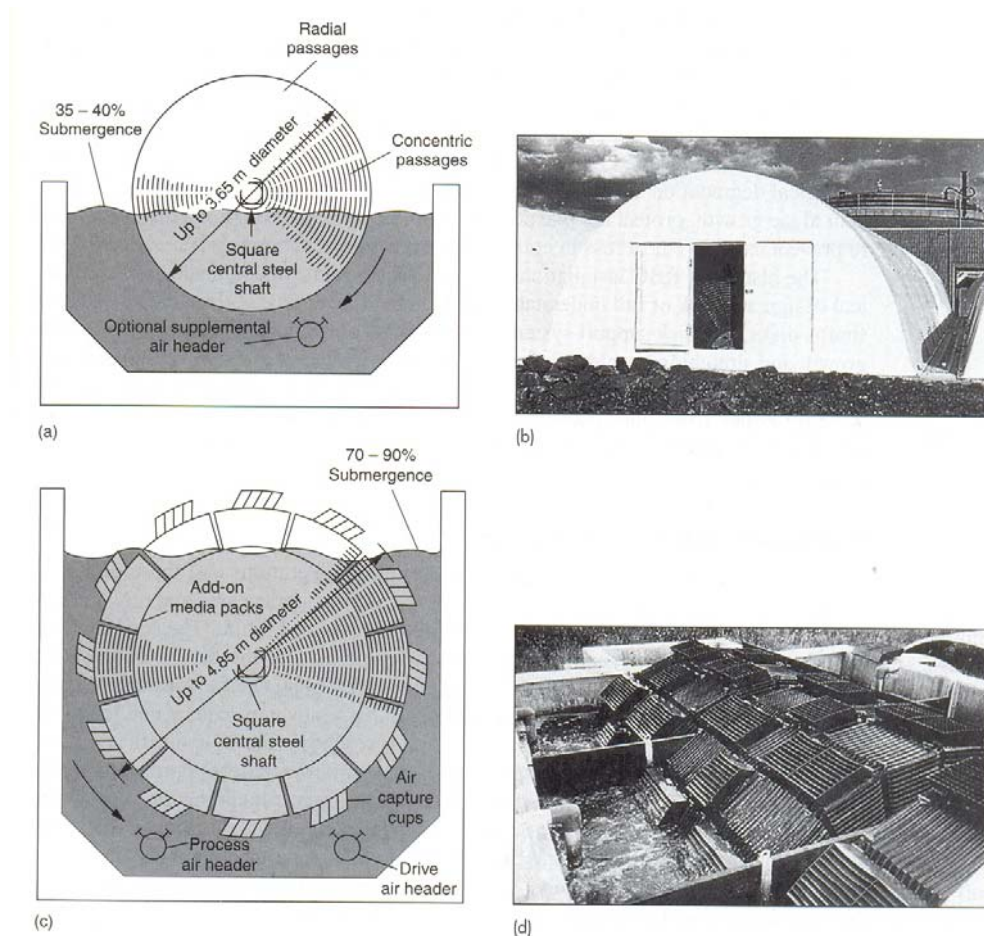 Radial
passages
35 – 40%
Submergence
Concentric
passages
Up to 3.65 m diameter
Square
central steel
shaft
Optional supplemental
air header
(a)
(b)
70 – 90%
Submergence
Add-on
media packs
Up to 4.85 m diameter
Square
central steel
shaft
Air
capture
cups
Process
air header
Drive
air header
(c)
(d)